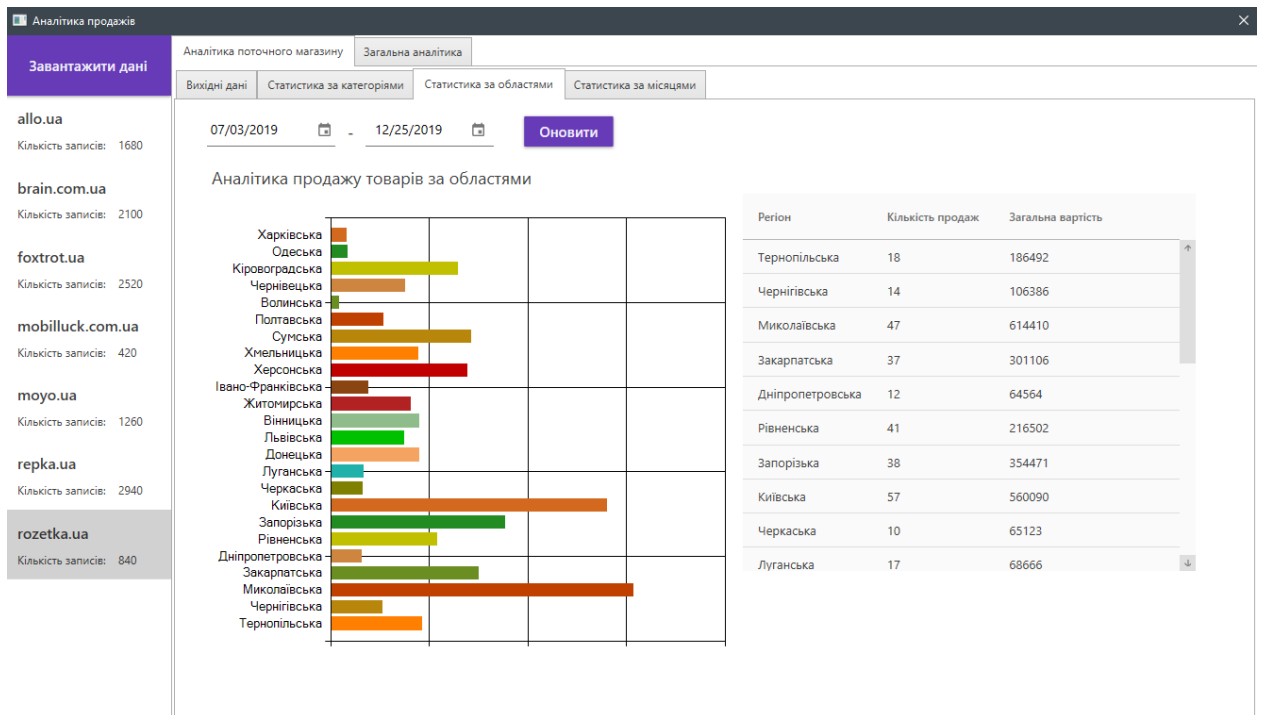 Аналітика продажів
Завантажити дані
allo.ua
Кількість записів: 1680
brain.com.ua
Кількість записів: 2100
foxtrot.ua
Кількість записів: 2520
mobilluck.com.ua
Кількість записів: 420
moyo.ua
Кількість записів: 1260
repka.ua
Кількість записів: 2940
rozetka.ua
Кількість записів: 840
Аналітика поточного магазину Загальна аналітика
Вихідні дані Статистика за категоріями Статистика за областями Статистика за місяцями
07/03/2019 - 12/25/2019 Оновити
Аналітика продажу товарів за областями
Харківська
Одеська
Кіровоградська
Чернівецька
Волинська
Полтавська
Сумська
Хмельницька
Херсонська
Івано-Франківська
Житомирська
Вінницька
Львівська
Донецька
Луганська
Черкаська
Київська
Запорізька
Рівненська
Дніпропетровська
Закарпатська
Миколаївська
Чернігівська
Тернопільська
Регіон Кількість продаж Загальна вартість
Тернопільська 18 186492
Чернігівська 14 106386
Миколаївська 47 614410
Закарпатська 37 301106
Дніпропетровська 12 64564
Рівненська 41 216502
Запорізька 38 354471
Київська 57 560090
Черкаська 10 65123
Луганська 17 68666